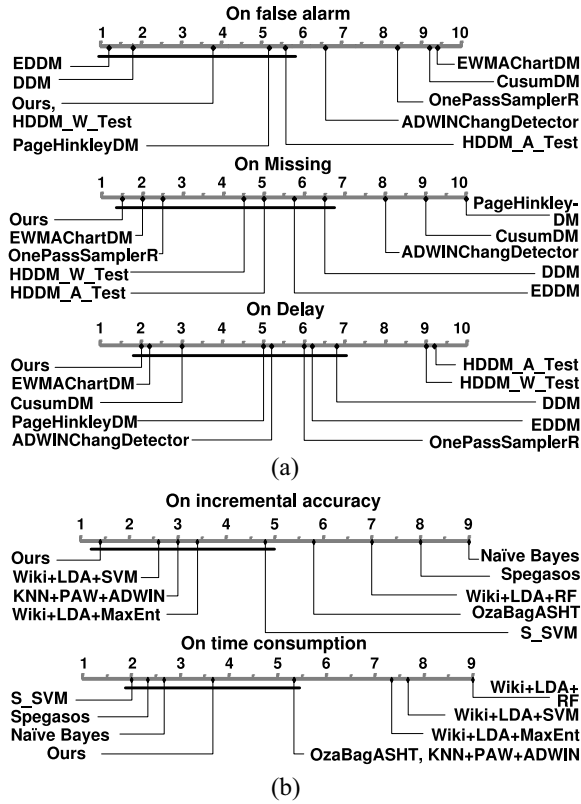 On false alarm
1 2 3 4 5 6 7 8 9 10
EDDM
DDM
Ours,
HDDM_W_Test
PageHinkleyDM
EWMAChartDM
CusumDM
OnePassSamplerR
ADWINChangDetector
HDDM_A_Test
On Missing
1 2 3 4 5 6 7 8 9 10
Ours
EWMAChartDM
OnePassSamplerR
HDDM_W_Test
HDDM_A_Test
PageHinkley-
DM
CusumDM
ADWINChangDetector
DDM
EDDM
On Delay
1 2 3 4 5 6 7 8 9 10
Ours
EWMAChartDM
CusumDM
PageHinkleyDM
ADWINChangDetector
HDDM_A_Test
HDDM_W_Test
DDM
EDDM
OnePassSamplerR
(a)
On incremental accuracy
1 2 3 4 5 6 7 8 9
Ours
Wiki+LDA+SVM
KNN+PAW+ADWIN
Wiki+LDA+MaxEnt
Naïve Bayes
Spegasos
Wiki+LDA+RF
OzaBagASHT
S_SVM
On time consumption
1 2 3 4 5 6 7 8 9
S_SVM
Spegasos
Naïve Bayes
Ours
Wiki+LDA+
RF
Wiki+LDA+SVM
Wiki+LDA+MaxEnt
OzaBagASHT, KNN+PAW+ADWIN
(b)